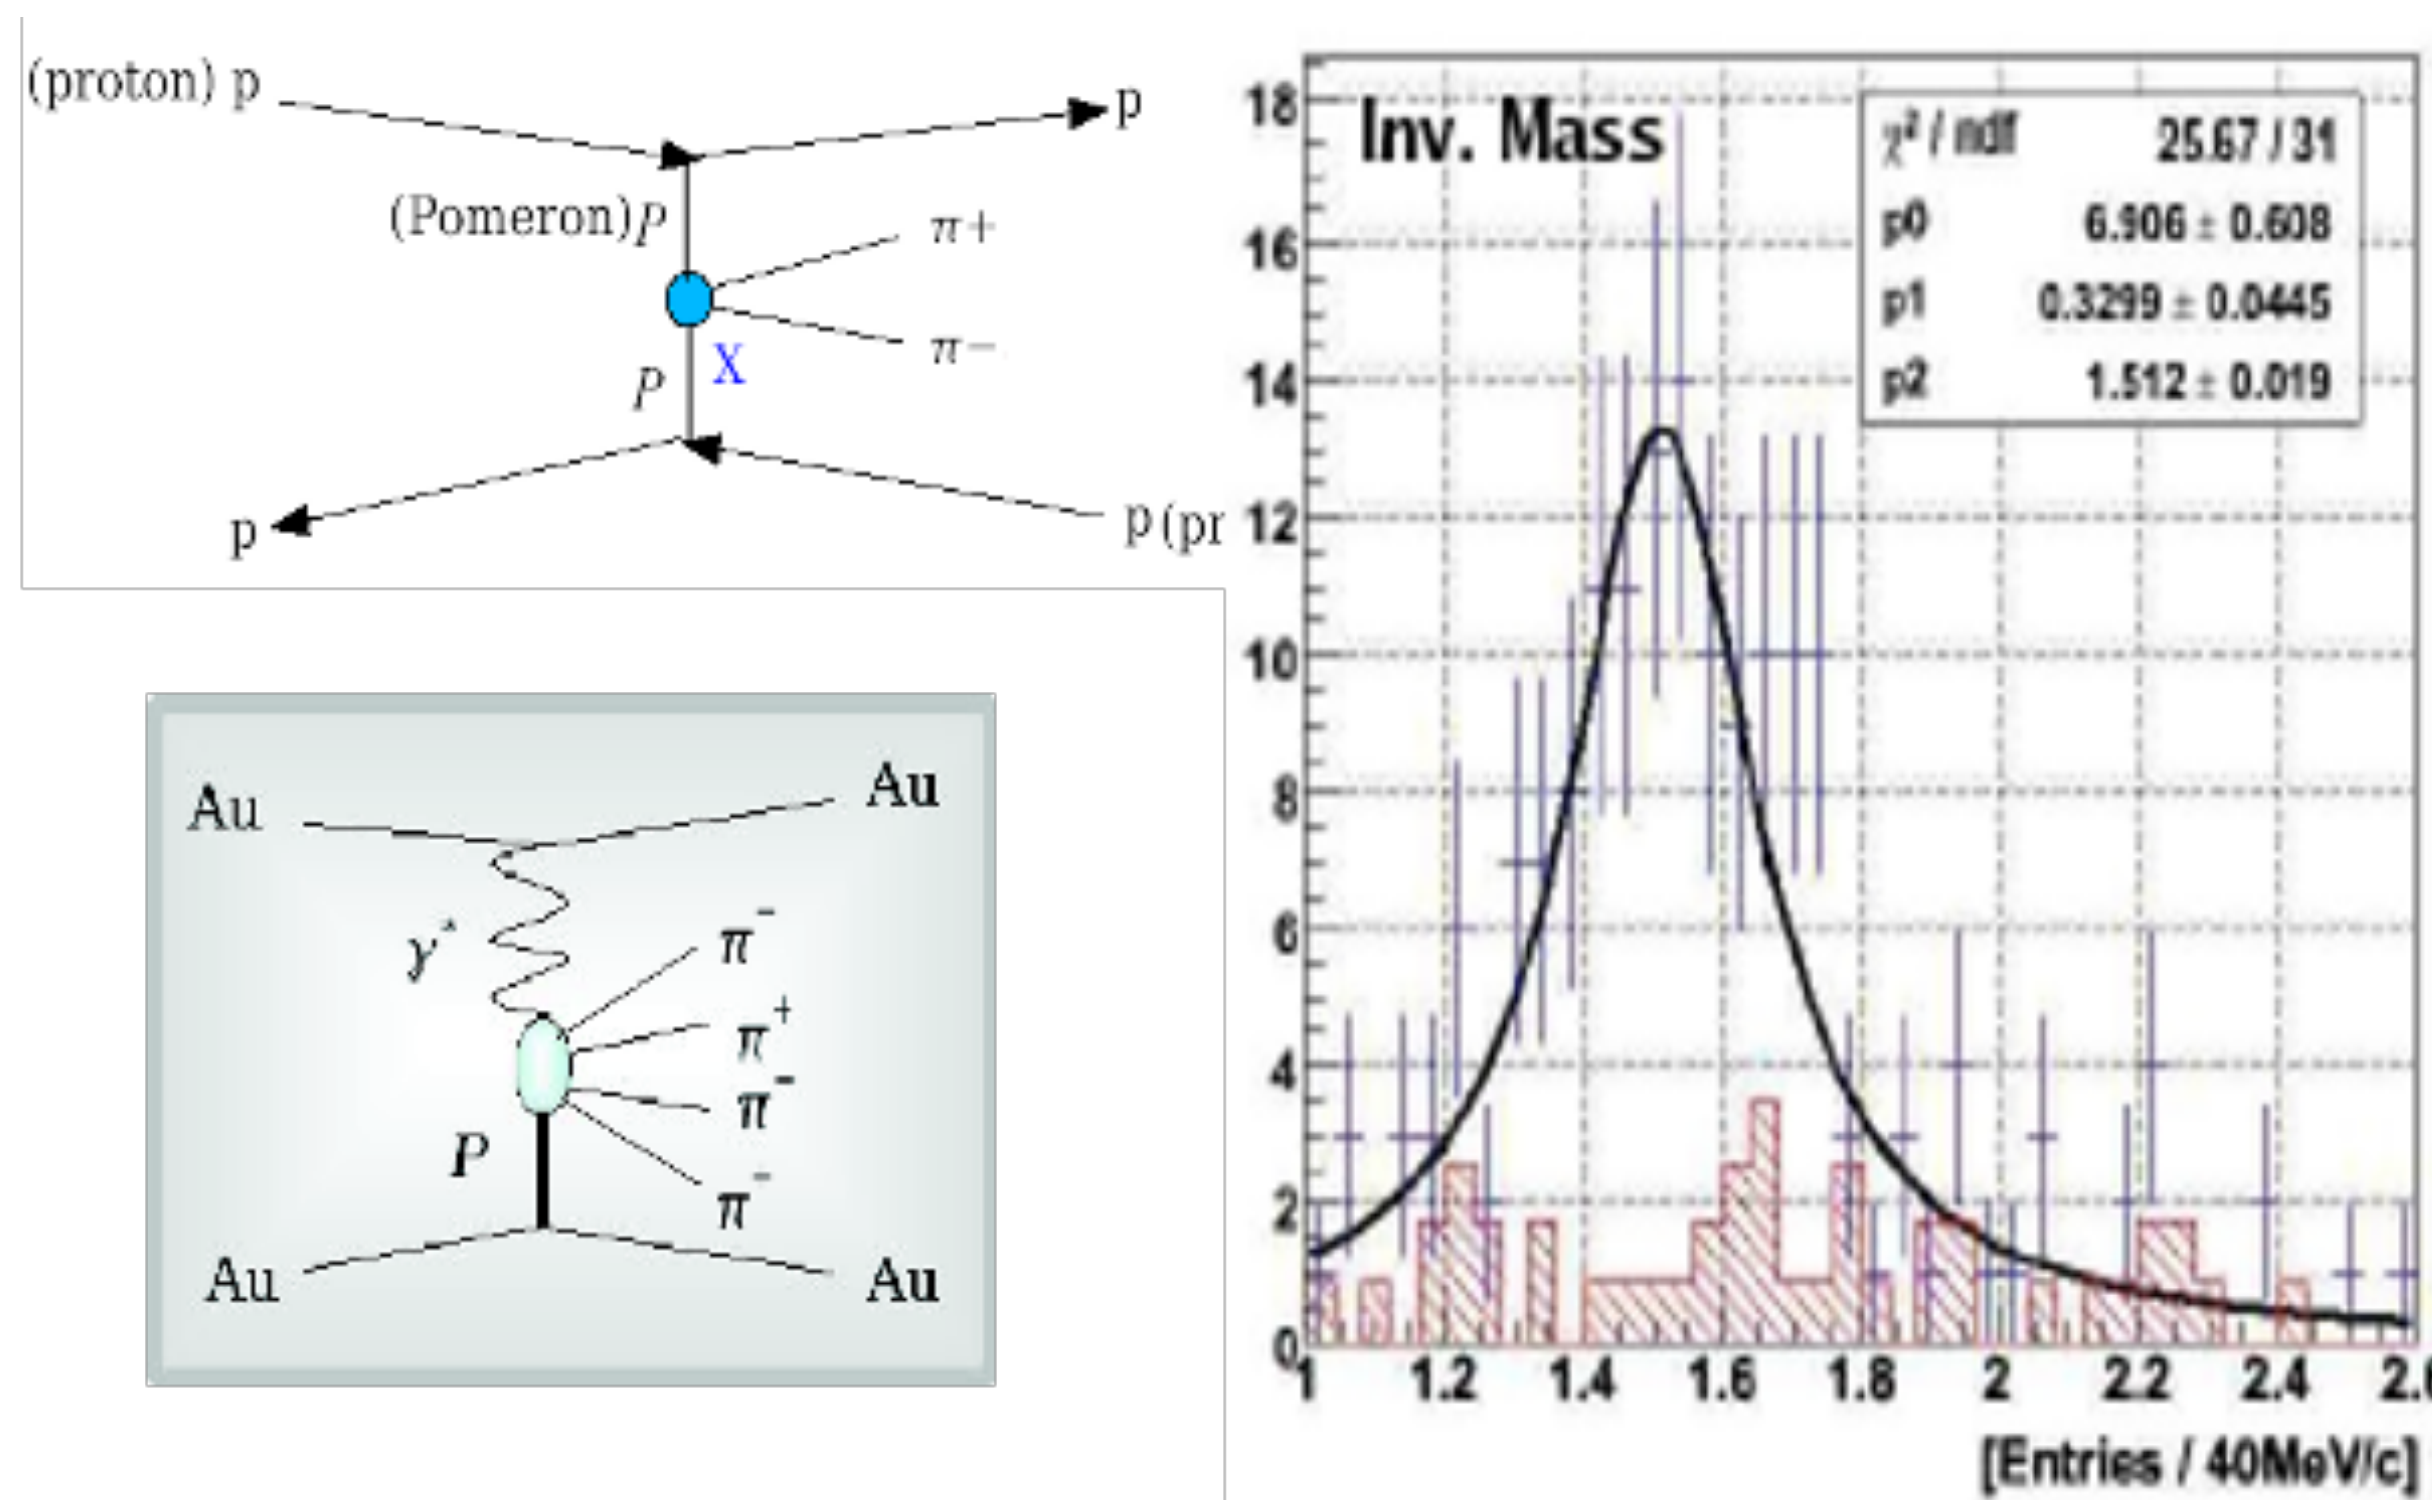 (proton) p
p
(Pomeron) P
π+
π−
X
P
p
p (pr
Au
Au
γ*
π-
π+
π-
π-
P
Au
Au
Inv. Mass
χ² / ndf 25.67 / 31
p0 6.906 ± 0.608
p1 0.3299 ± 0.0445
p2 1.512 ± 0.019
18
16
14
12
10
8
6
4
2
0
1 1.2 1.4 1.6 1.8 2 2.2 2.4 2.6
[Entries / 40MeV/c]